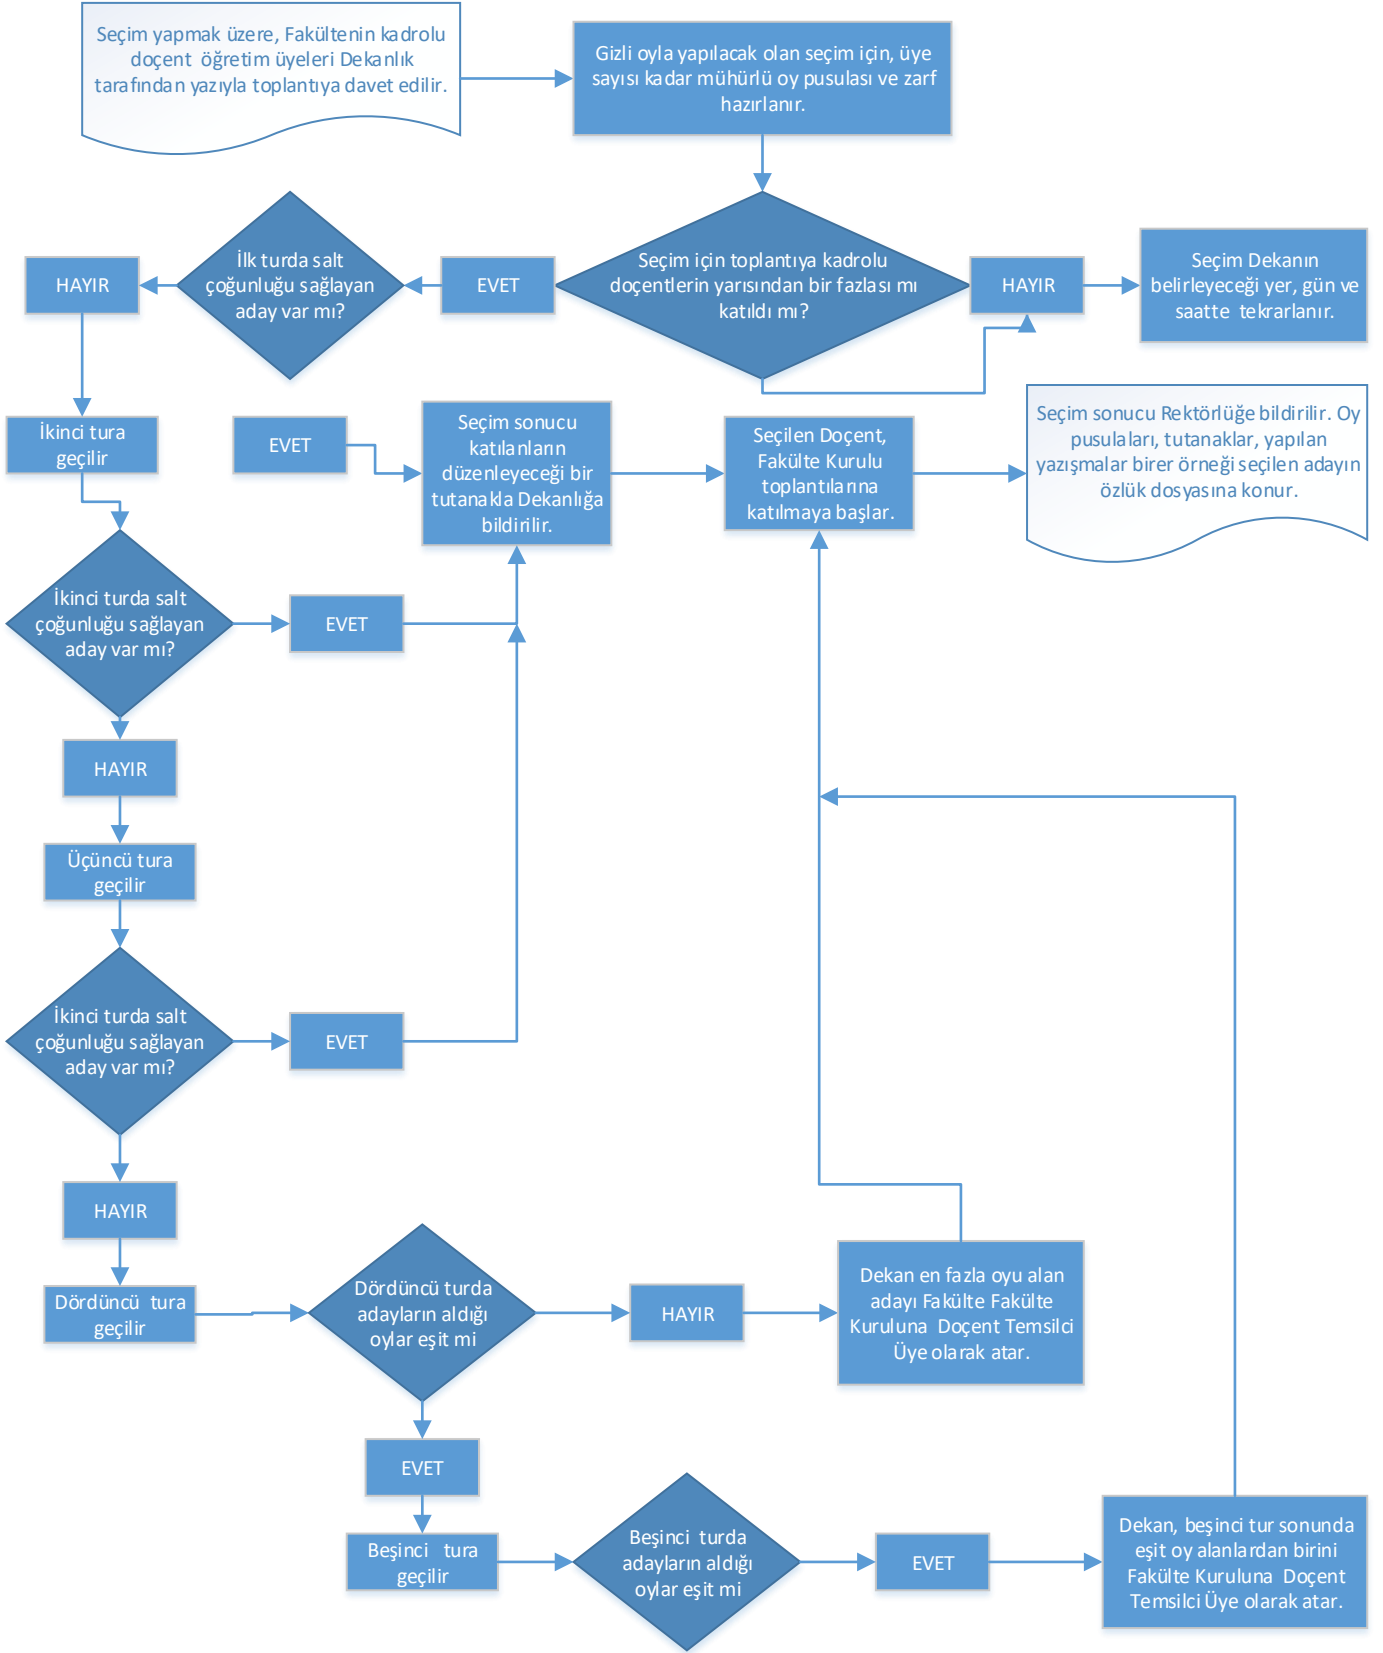 Seçim yapmak üzere, Fakültenin kadrolu
doçent öğretim üyeleri Dekanlık
tarafından yazıyla toplantıya davet edilir.
Gizli oyla yapılacak olan seçim için, üye
sayısı kadar mühürlü oy pusulası ve zarf
hazırlanır.
HAYIR
İlk turda salt
çoğunluğu sağlayan
aday var mı?
EVET
Seçim için toplantıya kadrolu
doçentlerin yarısından bir fazlası mı
katıldı mı?
HAYIR
Seçim Dekanın
belirleyeceği yer, gün ve
saatte tekrarlanır.
İkinci tura
geçilir
EVET
Seçim sonucu
katılanların
düzenleyeceği bir
tutanakla Dekanlığa
bildirilir.
Seçilen Doçent,
Fakülte Kurulu
toplantılarına
katılmaya başlar.
Seçim sonucu Rektörlüğe bildirilir. Oy
pusulaları, tutanaklar, yapılan
yazışmalar birer örneği seçilen adayın
özlük dosyasına konur.
İkinci turda salt
çoğunluğu sağlayan
aday var mı?
EVET
HAYIR
Üçüncü tura
geçilir
İkinci turda salt
çoğunluğu sağlayan
aday var mı?
EVET
HAYIR
Dördüncü tura
geçilir
Dördüncü turda
adayların aldığı
oylar eşit mi
HAYIR
Dekan en fazla oyu alan
adayı Fakülte Fakülte
Kuruluna Doçent Temsilci
Üye olarak atar.
EVET
Beşinci tura
geçilir
Beşinci turda
adayların aldığı
oylar eşit mi
EVET
Dekan, beşinci tur sonunda
eşit oy alanlardan birini
Fakülte Kuruluna Doçent
Temsilci Üye olarak atar.